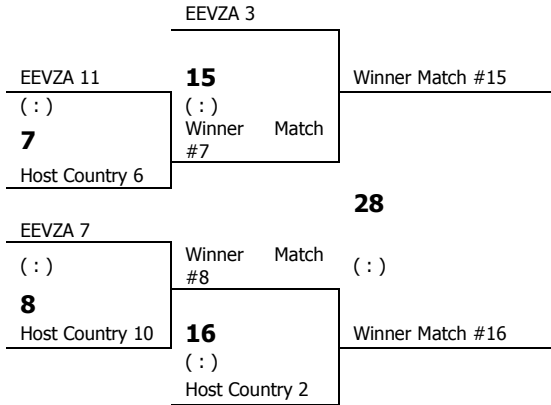 EEVZA 3
EEVZA 11
15
Winner Match #15
( : )
( : )
7
Winner Match
#7
Host Country 6
28
EEVZA 7
( : )
Winner Match
#8
( : )
8
Host Country 10
16
Winner Match #16
( : )
Host Country 2